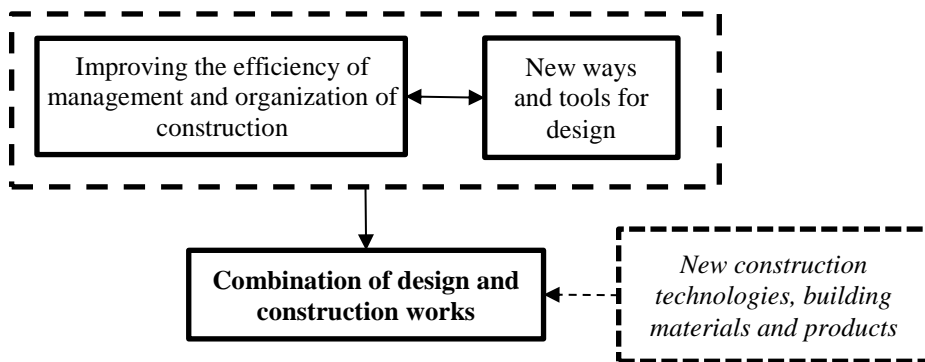 Improving the efficiency of
management and organization of
construction
New ways
and tools for
design
Combination of design and
construction works
New construction
technologies, building
materials and products